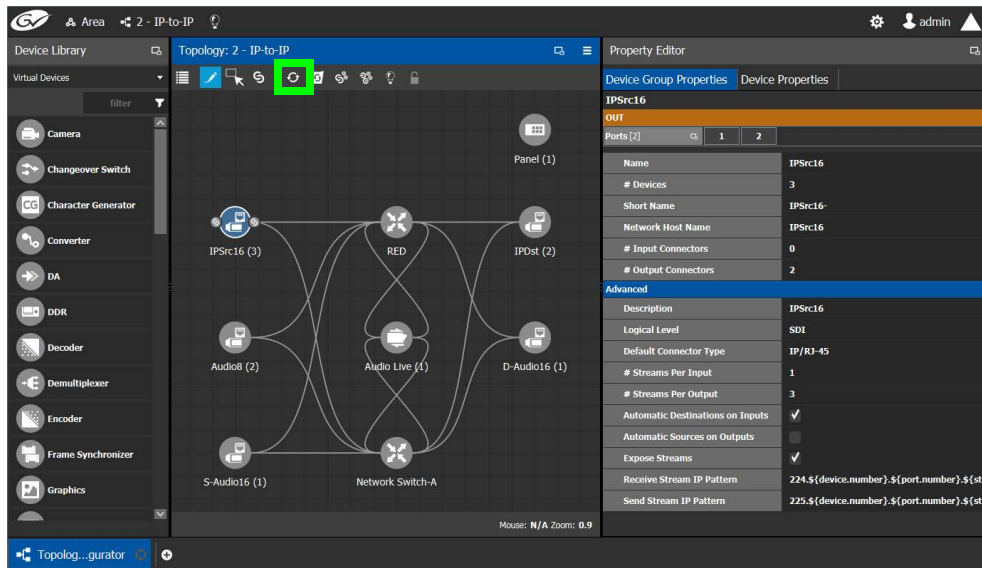 GV Area 2 - IP-to-IP admin
Device Library
Virtual Devices
filter
Camera
Changeover Switch
CG Character Generator
Converter
DA
DDR
Decoder
Demultiplexer
Encoder
Frame Synchronizer
Graphics
Topology: 2 - IP-to-IP
Panel (1)
IPSrc16 (3)
RED
IPDst (2)
Audio8 (2)
Audio Live (1)
D-Audio16 (1)
S-Audio16 (1)
Network Switch-A
Mouse: N/A Zoom: 0.9
Property Editor
Device Group Properties Device Properties
IPSrc16
OUT
Ports [2] 1 2
Name IPSrc16
# Devices 3
Short Name IPSrc16-
Network Host Name IPSrc16
# Input Connectors 0
# Output Connectors 2
Advanced
Description IPSrc16
Logical Level SDI
Default Connector Type IP/RJ-45
# Streams Per Input 1
# Streams Per Output 3
Automatic Destinations on Inputs
Automatic Sources on Outputs
Expose Streams
Receive Stream IP Pattern 224.${device.number}.${port.number}.${st
Send Stream IP Pattern 225.${device.number}.${port.number}.${st
Topolog...gurator